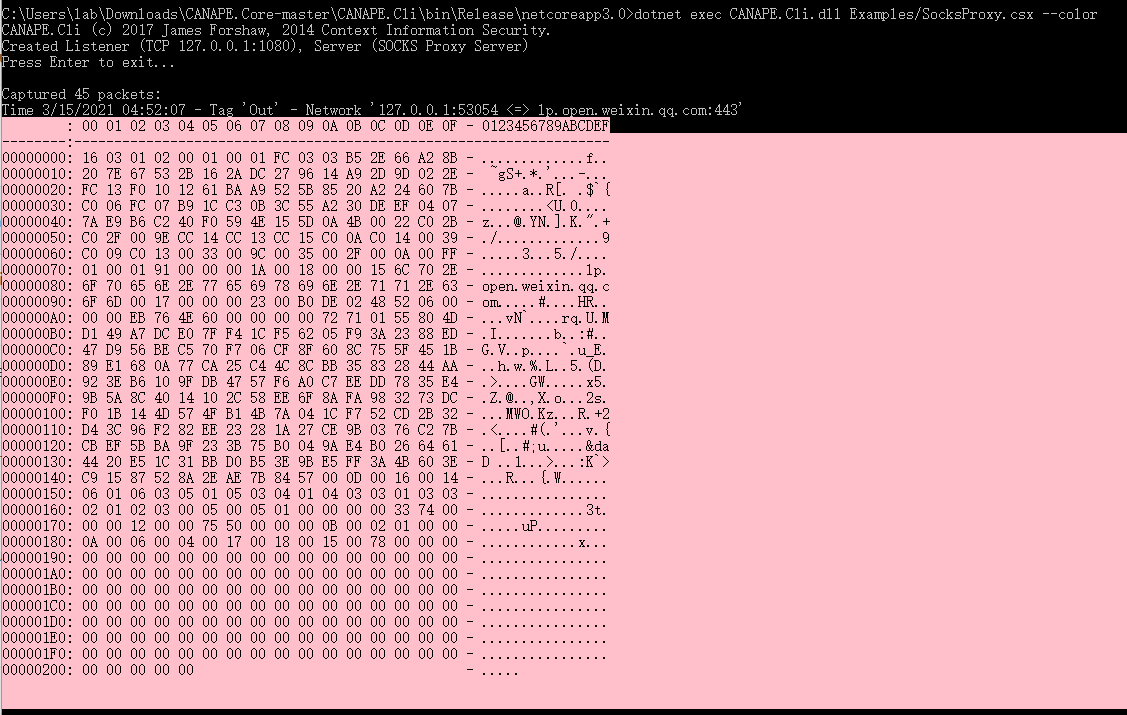 C:\Users\lab\Downloads\CANAPE.Core-master\CANAPE.Cli\bin\Release\netcoreapp3.0>dotnet exec CANAPE.Cli.dll Examples/SocksProxy.csx --color
CANAPE.Cli (c) 2017 James Forshaw, 2014 Context Information Security.
Created Listener (TCP 127.0.0.1:1080), Server (SOCKS Proxy Server)
Press Enter to exit...
Captured 45 packets:
Time 3/15/2021 04:52:07 - Tag 'Out' - Network '127.0.0.1:53054 <=> lp.open.weixin.qq.com:443'
: 00 01 02 03 04 05 06 07 08 09 0A 0B 0C 0D 0E 0F - 0123456789ABCDEF
--------:-------------------------------------------------------------------
00000000: 16 03 01 02 00 01 00 01 FC 03 03 B5 2E 66 A2 8B - .............f..
00000010: 20 7E 67 53 2B 16 2A DC 27 96 14 A9 2D 9D 02 2E -  ~gS+.*.'...-...
00000020: FC 13 F0 10 12 61 BA A9 52 5B 85 20 A2 24 60 7B - .....a..R[. .$`{
00000030: C0 06 FC 07 B9 1C C3 0B 3C 55 A2 30 DE EF 04 07 - ........<U.0....
00000040: 7A E9 B6 C2 40 F0 59 4E 15 5D 0A 4B 00 22 C0 2B - z...@.YN.].K.".+
00000050: C0 2F 00 9E CC 14 CC 13 CC 15 C0 0A C0 14 00 39 - ./.............9
00000060: C0 09 C0 13 00 33 00 9C 00 35 00 2F 00 0A 00 FF - .....3...5./....
00000070: 01 00 01 91 00 00 00 1A 00 18 00 00 15 6C 70 2E - .............lp.
00000080: 6F 70 65 6E 2E 77 65 69 78 69 6E 2E 71 71 2E 63 - open.weixin.qq.c
00000090: 6F 6D 00 17 00 00 00 23 00 B0 DE 02 48 52 06 00 - om.....#....HR..
000000A0: 00 00 EB 76 4E 60 00 00 00 00 72 71 01 55 80 4D - ...vN`....rq.U.M
000000B0: D1 49 A7 DC E0 7F F4 1C F5 62 05 F9 3A 23 88 ED - .I.......b..:#..
000000C0: 47 D9 56 BE C5 70 F7 06 CF 8F 60 8C 75 5F 45 1B - G.V..p....`.u_E.
000000D0: 89 E1 68 0A 77 CA 25 C4 4C 8C BB 35 83 28 44 AA - ..h.w.%.L..5.(D.
000000E0: 92 3E B6 10 9F DB 47 57 F6 A0 C7 EE DD 78 35 E4 - .>....GW.....x5.
000000F0: 9B 5A 8C 40 14 10 2C 58 EE 6F 8A FA 98 32 73 DC - .Z.@..,X.o...2s.
00000100: F0 1B 14 4D 57 4F B1 4B 7A 04 1C F7 52 CD 2B 32 - ...MWO.Kz...R.+2
00000110: D4 3C 96 F2 82 EE 23 28 1A 27 CE 9B 03 76 C2 7B - .<....#(.'...v.{
00000120: CB EF 5B BA 9F 23 3B 75 B0 04 9A E4 B0 26 64 61 - ..[..#;u.....&da
00000130: 44 20 E5 1C 31 BB D0 B5 3E 9B E5 FF 3A 4B 60 3E - D ..1...>...:K`>
00000140: C9 15 87 52 8A 2E AE 7B 84 57 00 0D 00 16 00 14 - ...R...{.W......
00000150: 06 01 06 03 05 01 05 03 04 01 04 03 03 01 03 03 - ................
00000160: 02 01 02 03 00 05 00 05 01 00 00 00 00 33 74 00 - .............3t.
00000170: 00 00 12 00 00 75 50 00 00 00 0B 00 02 01 00 00 - .....uP.........
00000180: 0A 00 06 00 04 00 17 00 18 00 15 00 78 00 00 00 - ............x...
00000190: 00 00 00 00 00 00 00 00 00 00 00 00 00 00 00 00 - ................
000001A0: 00 00 00 00 00 00 00 00 00 00 00 00 00 00 00 00 - ................
000001B0: 00 00 00 00 00 00 00 00 00 00 00 00 00 00 00 00 - ................
000001C0: 00 00 00 00 00 00 00 00 00 00 00 00 00 00 00 00 - ................
000001D0: 00 00 00 00 00 00 00 00 00 00 00 00 00 00 00 00 - ................
000001E0: 00 00 00 00 00 00 00 00 00 00 00 00 00 00 00 00 - ................
000001F0: 00 00 00 00 00 00 00 00 00 00 00 00 00 00 00 00 - ................
00000200: 00 00 00 00 00 - .....